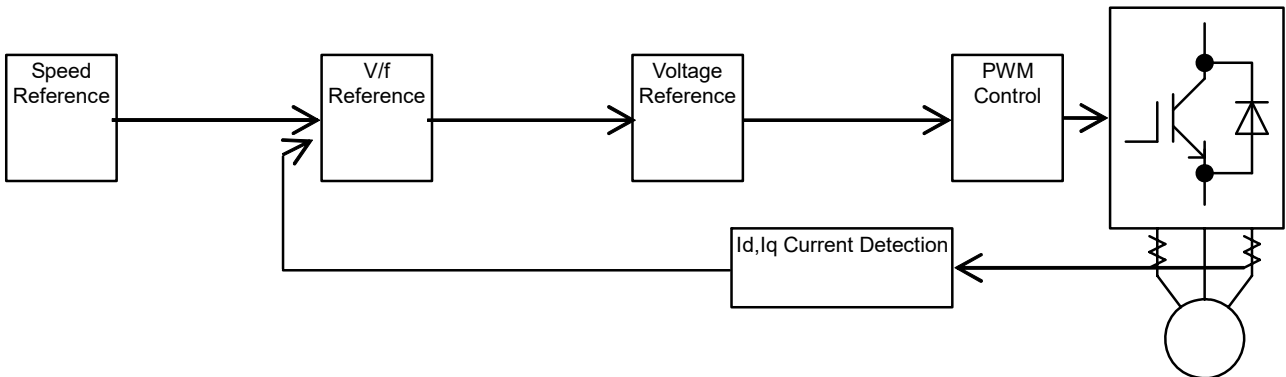 Speed
Reference
V/f
Reference
Voltage
Reference
PWM
Control
Id,Iq Current Detection